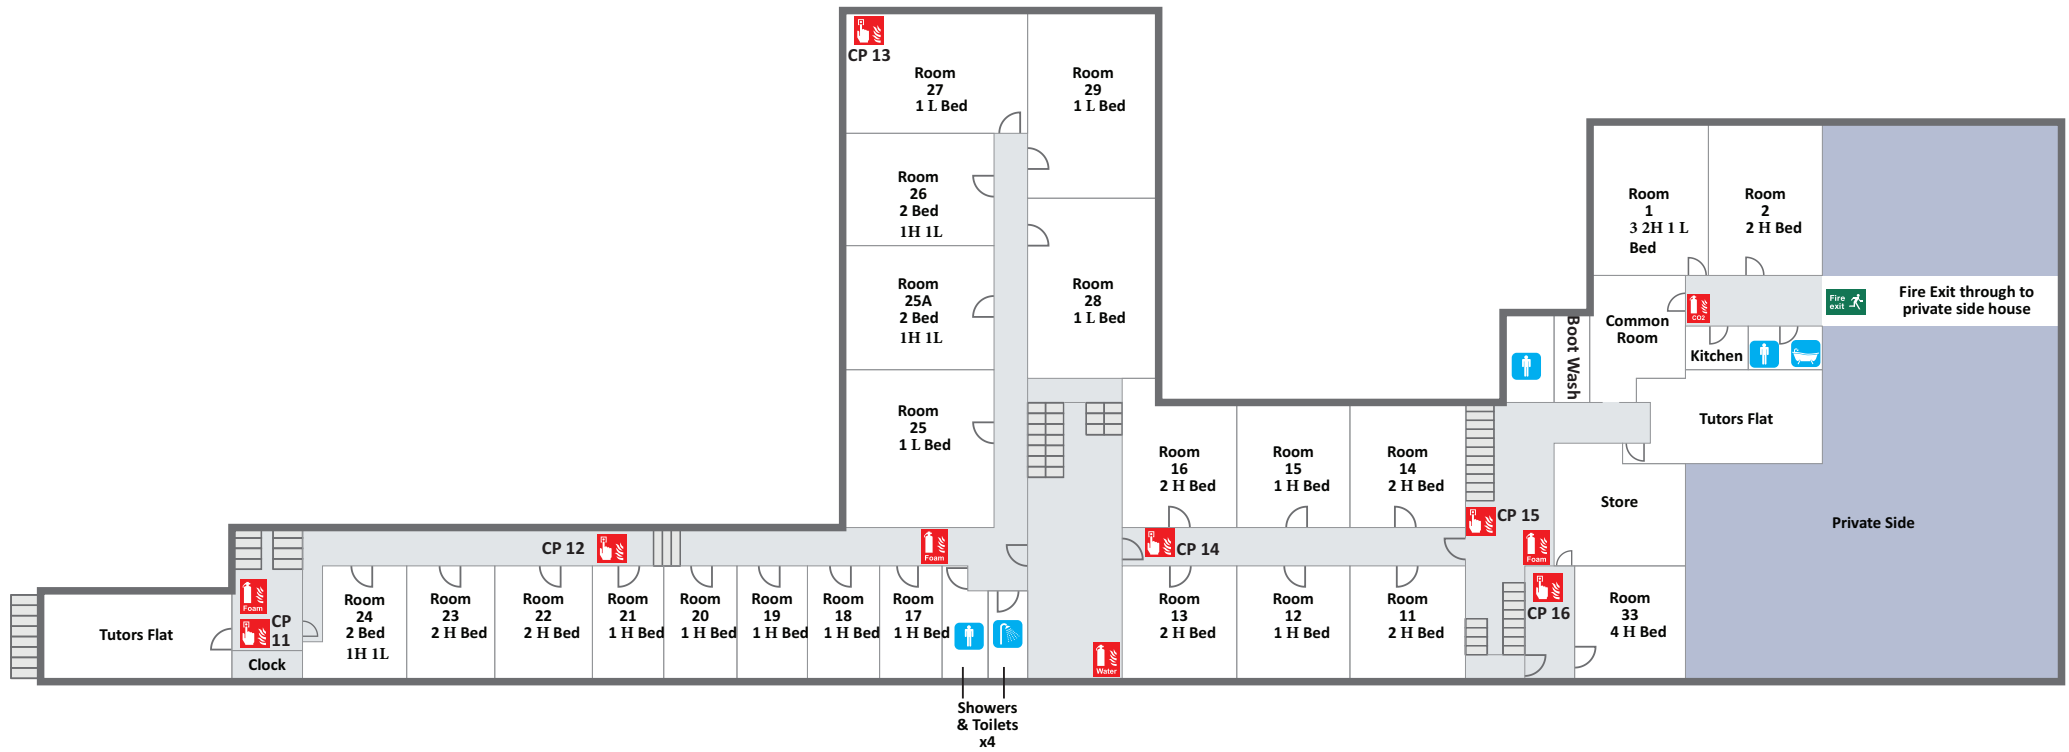 CP 13
Room
27
1 L Bed
Room
29
1 L Bed
Room
26
2 Bed
1H 1L
Room
25A
2 Bed
1H 1L
Room
28
1 L Bed
Room
25
1 L Bed
Room
1
3 2H 1 L
Bed
Room
2
2 H Bed
Fire Exit through to
private side house
Fire
exit
CO2
Common
Room
Boot Wash
Kitchen
Tutors Flat
Room
16
2 H Bed
Room
15
1 H Bed
Room
14
2 H Bed
CP 15
Store
Private Side
CP 12
Foam
CP 14
Foam
Foam
CP
11
Clock
Tutors Flat
Room
24
2 Bed
1H 1L
Room
23
2 H Bed
Room
22
2 H Bed
Room
21
1 H Bed
Room
20
1 H Bed
Room
19
1 H Bed
Room
18
1 H Bed
Room
17
1 H Bed
Water
Room
13
2 H Bed
Room
12
1 H Bed
Room
11
2 H Bed
CP 16
Room
33
4 H Bed
Showers
& Toilets
x4